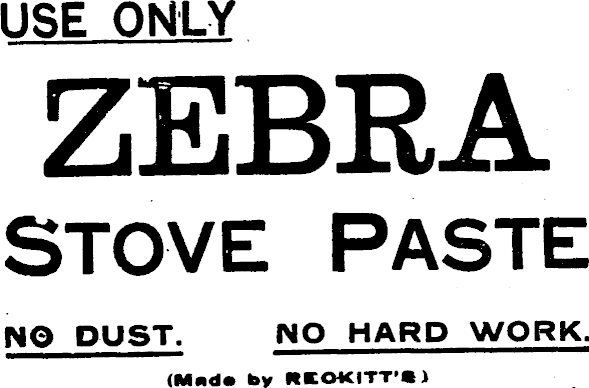 USE ONLY
ZEBRA
STOVE PASTE
NO DUST. NO HARD WORK.
(Made by RECKITT'S)